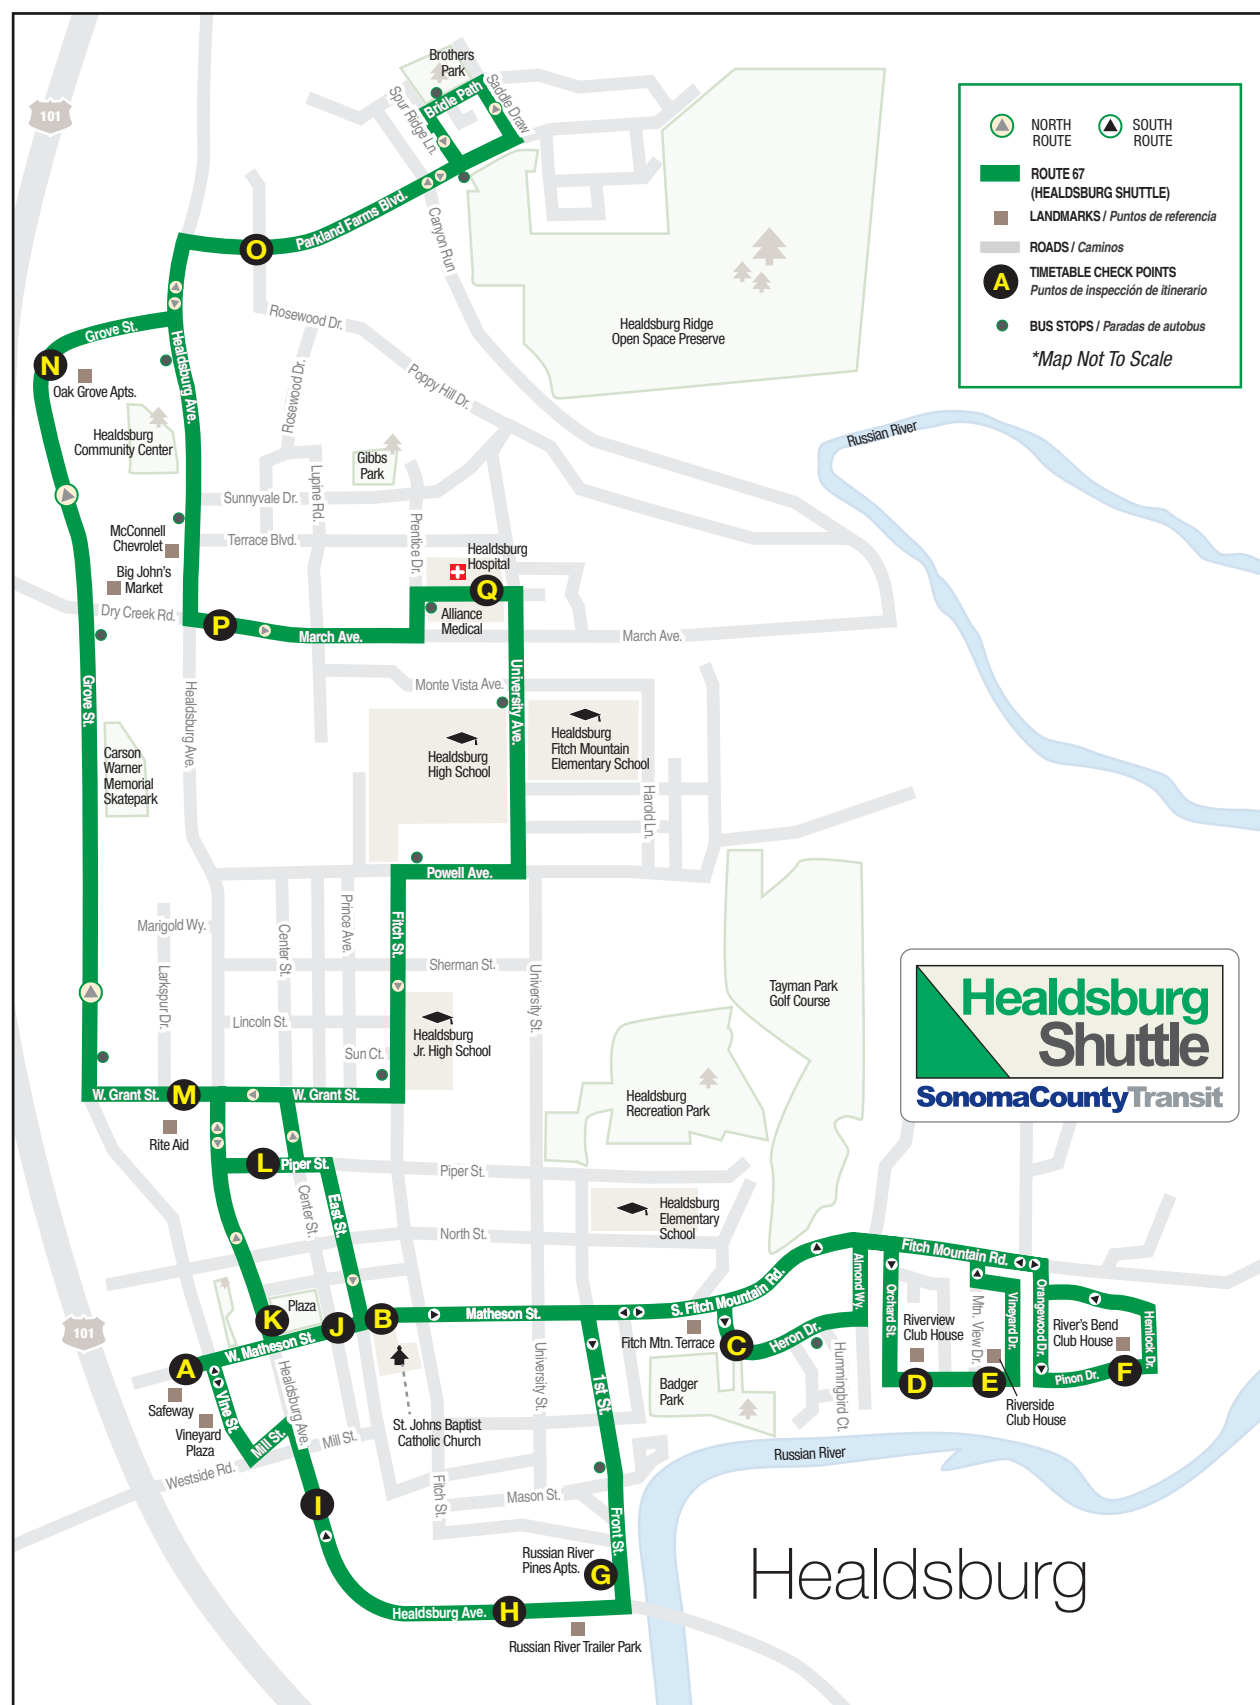 Brothers
Park
Bridle Path
Saddle Draw
Spur Ridge Ln.
101
NORTH
ROUTE
SOUTH
ROUTE
ROUTE 67
(HEALDSBURG SHUTTLE)
LANDMARKS / Puntos de referencia
ROADS / Caminos
A
TIMETABLE CHECK POINTS
Puntos de inspección de itinerario
BUS STOPS / Paradas de autobus
*Map Not To Scale
Parkland Farms Blvd.
Canyon Run
O
Rosewood Dr.
Healdsburg Ridge
Open Space Preserve
Grove St.
Healdsburg Ave.
N
Oak Grove Apts.
Rosewood Dr.
Poppy Hill Dr.
Russian River
Healdsburg
Community Center
Gibbs
Park
Sunnyvale Dr.
Lupine Rd.
Prentice Dr.
McConnell
Chevrolet
Terrace Blvd.
Healdsburg
Hospital
Big John's
Market
Q
Dry Creek Rd.
P
Alliance
Medical
March Ave.
March Ave.
Grove St.
Healdsburg Ave.
Monte Vista Ave.
University Ave.
Carson
Warner
Memorial
Skatepark
Healdsburg
High School
Healdsburg
Fitch Mountain
Elementary School
Harold Ln.
Powell Ave.
Marigold Wy.
Larkspur Dr.
Center St.
Prince Ave.
Fitch St.
Sherman St.
University St.
Tayman Park
Golf Course
Lincoln St.
Sun Ct.
Healdsburg
Jr. High School
Healdsburg
Shuttle
SonomaCountyTransit
W. Grant St.
M
W. Grant St.
Healdsburg
Recreation Park
Rite Aid
L
Piper St.
Piper St.
Center St.
East St.
North St.
Healdsburg
Elementary
School
Fitch Mountain Rd.
Almond Wy.
S. Fitch Mountain Rd.
Plaza
K
J
B
Matheson St.
W. Matheson St.
Fitch Mtn. Terrace
C
Heron Dr.
Orchard St.
Riverview
Club House
Mtn. View Dr.
Vineyard Dr.
Orangewood Dr.
River's Bend
Club House
Hemlock Dr.
101
A
Safeway
Vine St.
Vineyard
Plaza
Healdsburg Ave.
Mill St.
Mill St.
Westside Rd.
St. Johns Baptist
Catholic Church
University St.
1st St.
Badger
Park
Hummingbird Ct.
D
E
Riverside
Club House
Pinon Dr.
F
Russian River
Fitch St.
Mason St.
I
Front St.
Russian River
Pines Apts.
G
Healdsburg
Healdsburg Ave.
H
Russian River Trailer Park